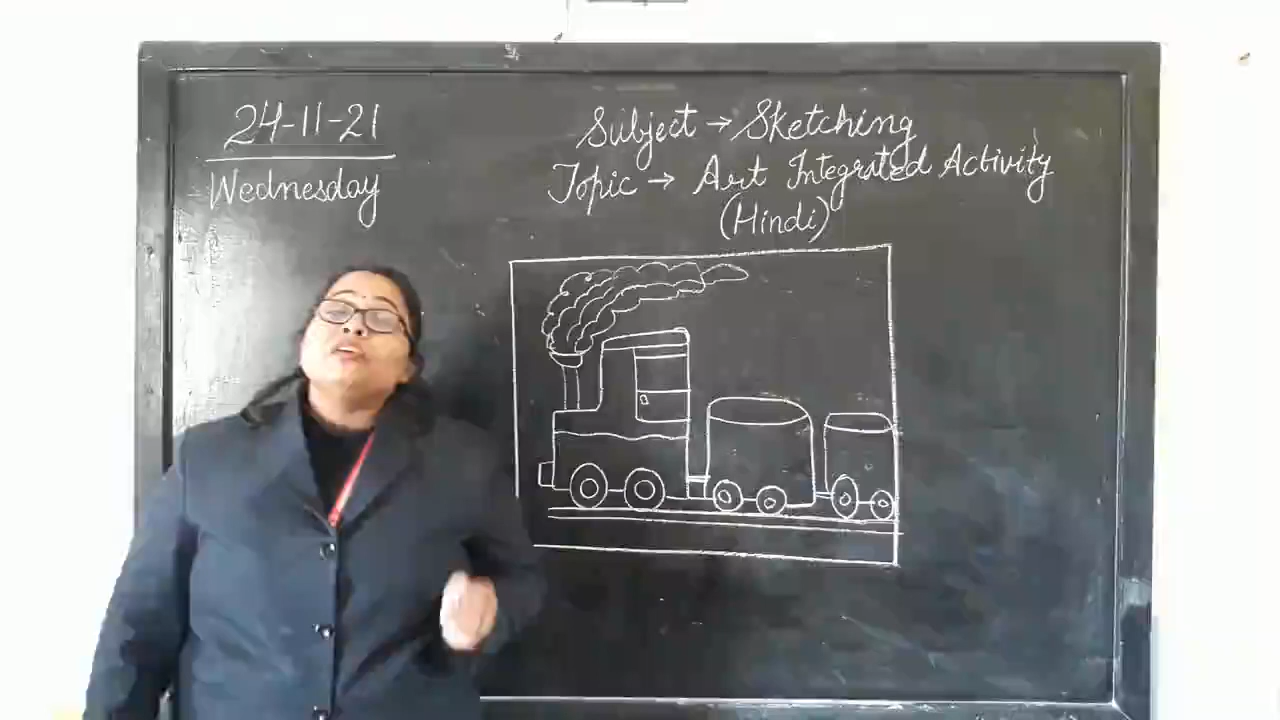 24-11-21
Wednesday
Subject → Sketching
Topic → Art Integrated Activity
(Hindi)